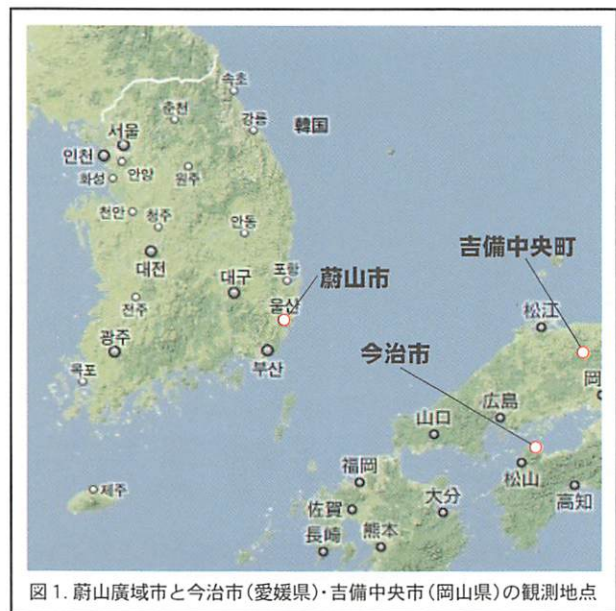 속초
춘천
강릉
韓国
서울
인천
안양
화성
원주
천안
청주
안동
대전
대구
포항
울산
蔚山市
전주
광주
부산
목포
제주
吉備中央町
松江
今治市
岡
広島
山口
松山
福岡
佐賀
大分
高知
長崎
熊本
図1. 蔚山廣域市と今治市(愛媛県)・吉備中央市(岡山県)の観測地点